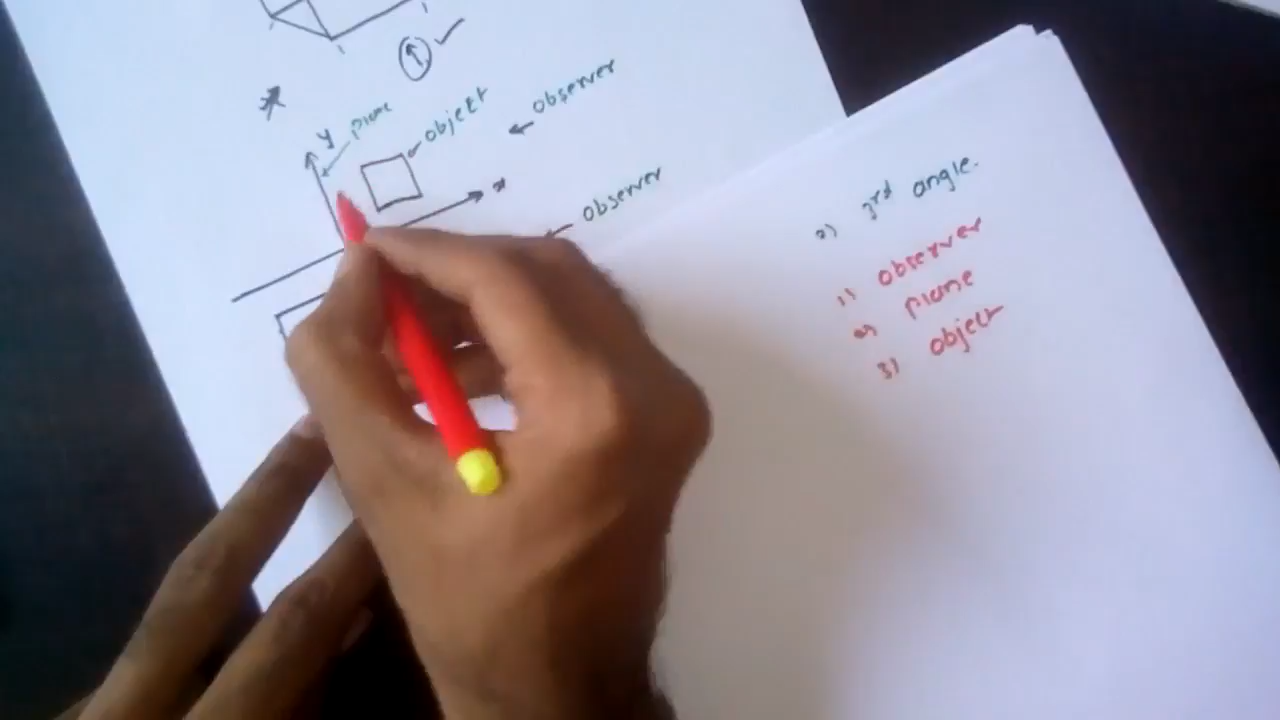 y
plane
object
← observer
x
← observer
2) 3rd angle.
1) observer
2) plane
3) object